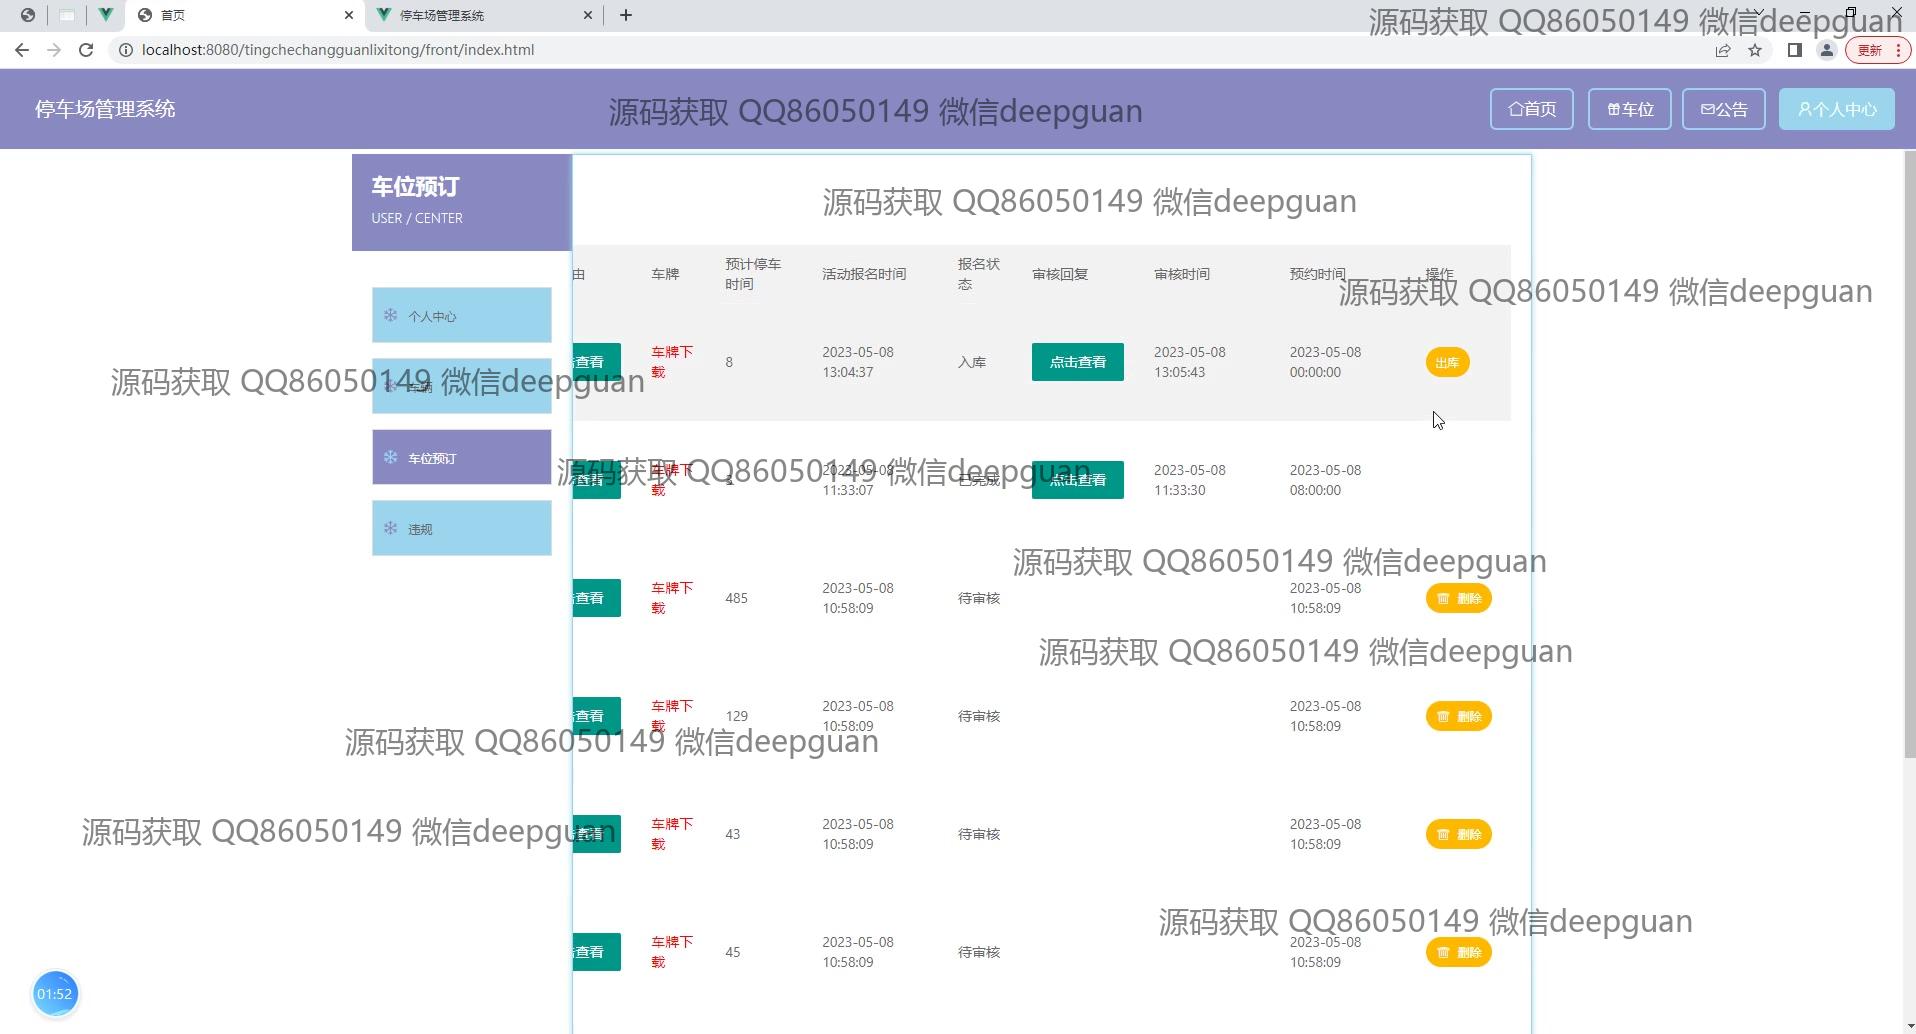 首页
停车场管理系统
源码获取 QQ86050149 微信deepguan
localhost:8080/tingchechangguanlixitong/front/index.html
更新
停车场管理系统
源码获取 QQ86050149 微信deepguan
首页
车位
公告
个人中心
车位预订
USER / CENTER
源码获取 QQ86050149 微信deepguan
由 车牌 预计停车时间 活动报名时间 报名状态 审核回复 审核时间 预约时间 操作
源码获取 QQ86050149 微信deepguan
个人中心
查看 车牌下载 8 2023-05-08 13:04:37 入库 点击查看 2023-05-08 13:05:43 2023-05-08 00:00:00 出库
源码获取 QQ86050149 微信deepguan
车辆
车位预订
查看 车牌下载 2023-05-08 11:33:07 已完成 点击查看 2023-05-08 11:33:30 2023-05-08 08:00:00
源码获取 QQ86050149 微信deepguan
违规
源码获取 QQ86050149 微信deepguan
查看 车牌下载 485 2023-05-08 10:58:09 待审核 2023-05-08 10:58:09 删除
源码获取 QQ86050149 微信deepguan
查看 车牌下载 129 2023-05-08 10:58:09 待审核 2023-05-08 10:58:09 删除
源码获取 QQ86050149 微信deepguan
查看 车牌下载 43 2023-05-08 10:58:09 待审核 2023-05-08 10:58:09 删除
源码获取 QQ86050149 微信deepguan
源码获取 QQ86050149 微信deepguan
查看 车牌下载 45 2023-05-08 10:58:09 待审核 2023-05-08 10:58:09 删除
01:52